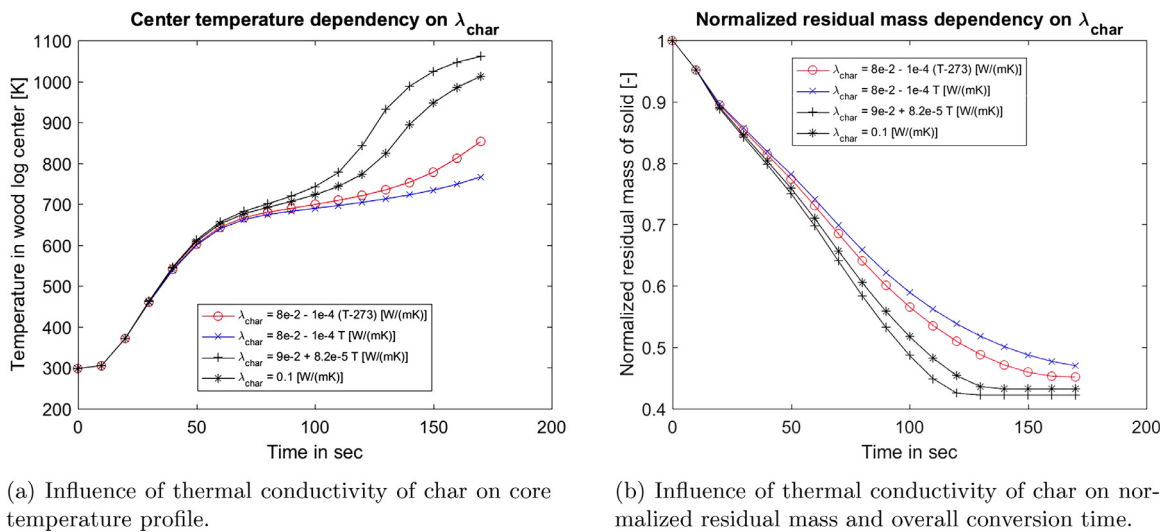 Center temperature dependency on λchar
1100
1000
900
800
700
600
500
400
300
200
0
50
100
150
200
Temperature in wood log center [K]
Time in sec
λchar = 8e-2 - 1e-4 (T-273) [W/(mK)]
λchar = 8e-2 - 1e-4 T [W/(mK)]
λchar = 9e-2 + 8.2e-5 T [W/(mK)]
λchar = 0.1 [W/(mK)]
(a) Influence of thermal conductivity of char on core
temperature profile.
Normalized residual mass dependency on λchar
1
0.9
0.8
0.7
0.6
0.5
0.4
0
50
100
150
200
Normalized residual mass of solid [-]
Time in sec
λchar = 8e-2 - 1e-4 (T-273) [W/(mK)]
λchar = 8e-2 - 1e-4 T [W/(mK)]
λchar = 9e-2 + 8.2e-5 T [W/(mK)]
λchar = 0.1 [W/(mK)]
(b) Influence of thermal conductivity of char on nor-
malized residual mass and overall conversion time.